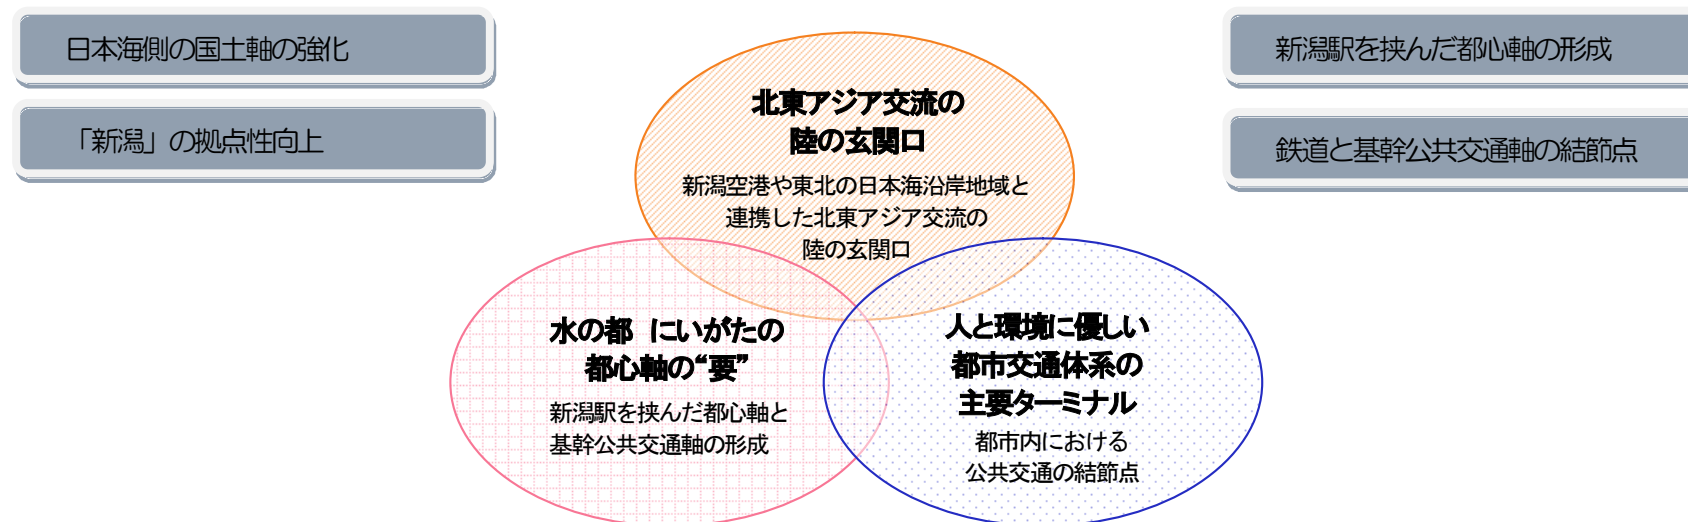 日本海側の国土軸の強化
「新潟」の拠点性向上
新潟駅を挟んだ都心軸の形成
鉄道と基幹公共交通軸の結節点
北東アジア交流の
陸の玄関口
新潟空港や東北の日本海沿岸地域と
連携した北東アジア交流の
陸の玄関口
水の都 にいがたの
都心軸の“要”
新潟駅を挟んだ都心軸と
基幹公共交通軸の形成
人と環境に優しい
都市交通体系の
主要ターミナル
都市内における
公共交通の結節点